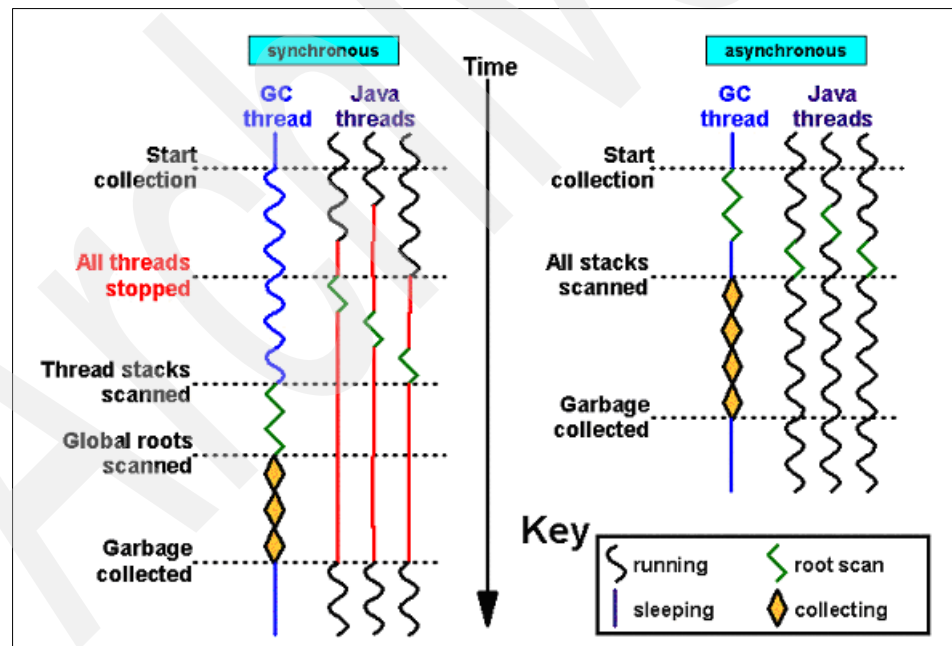 synchronous
Time
asynchronous
GC
thread
Java
threads
GC
thread
Java
threads
Start
collection
All threads
stopped
Thread stacks
scanned
Global roots
scanned
Garbage
collected
Start
collection
All stacks
scanned
Garbage
collected
Key
running
root scan
sleeping
collecting